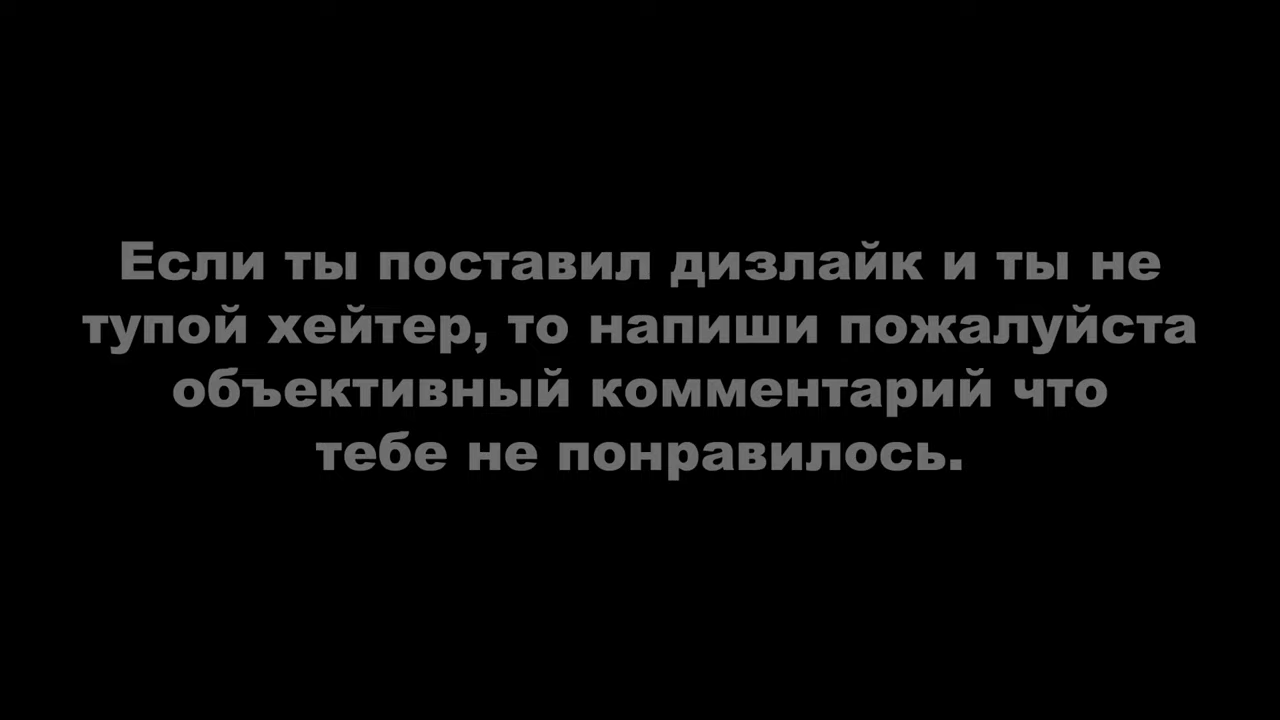 Если ты поставил дизлайк и ты не
тупой хейтер, то напиши пожалуйста
объективный комментарий что
тебе не понравилось.